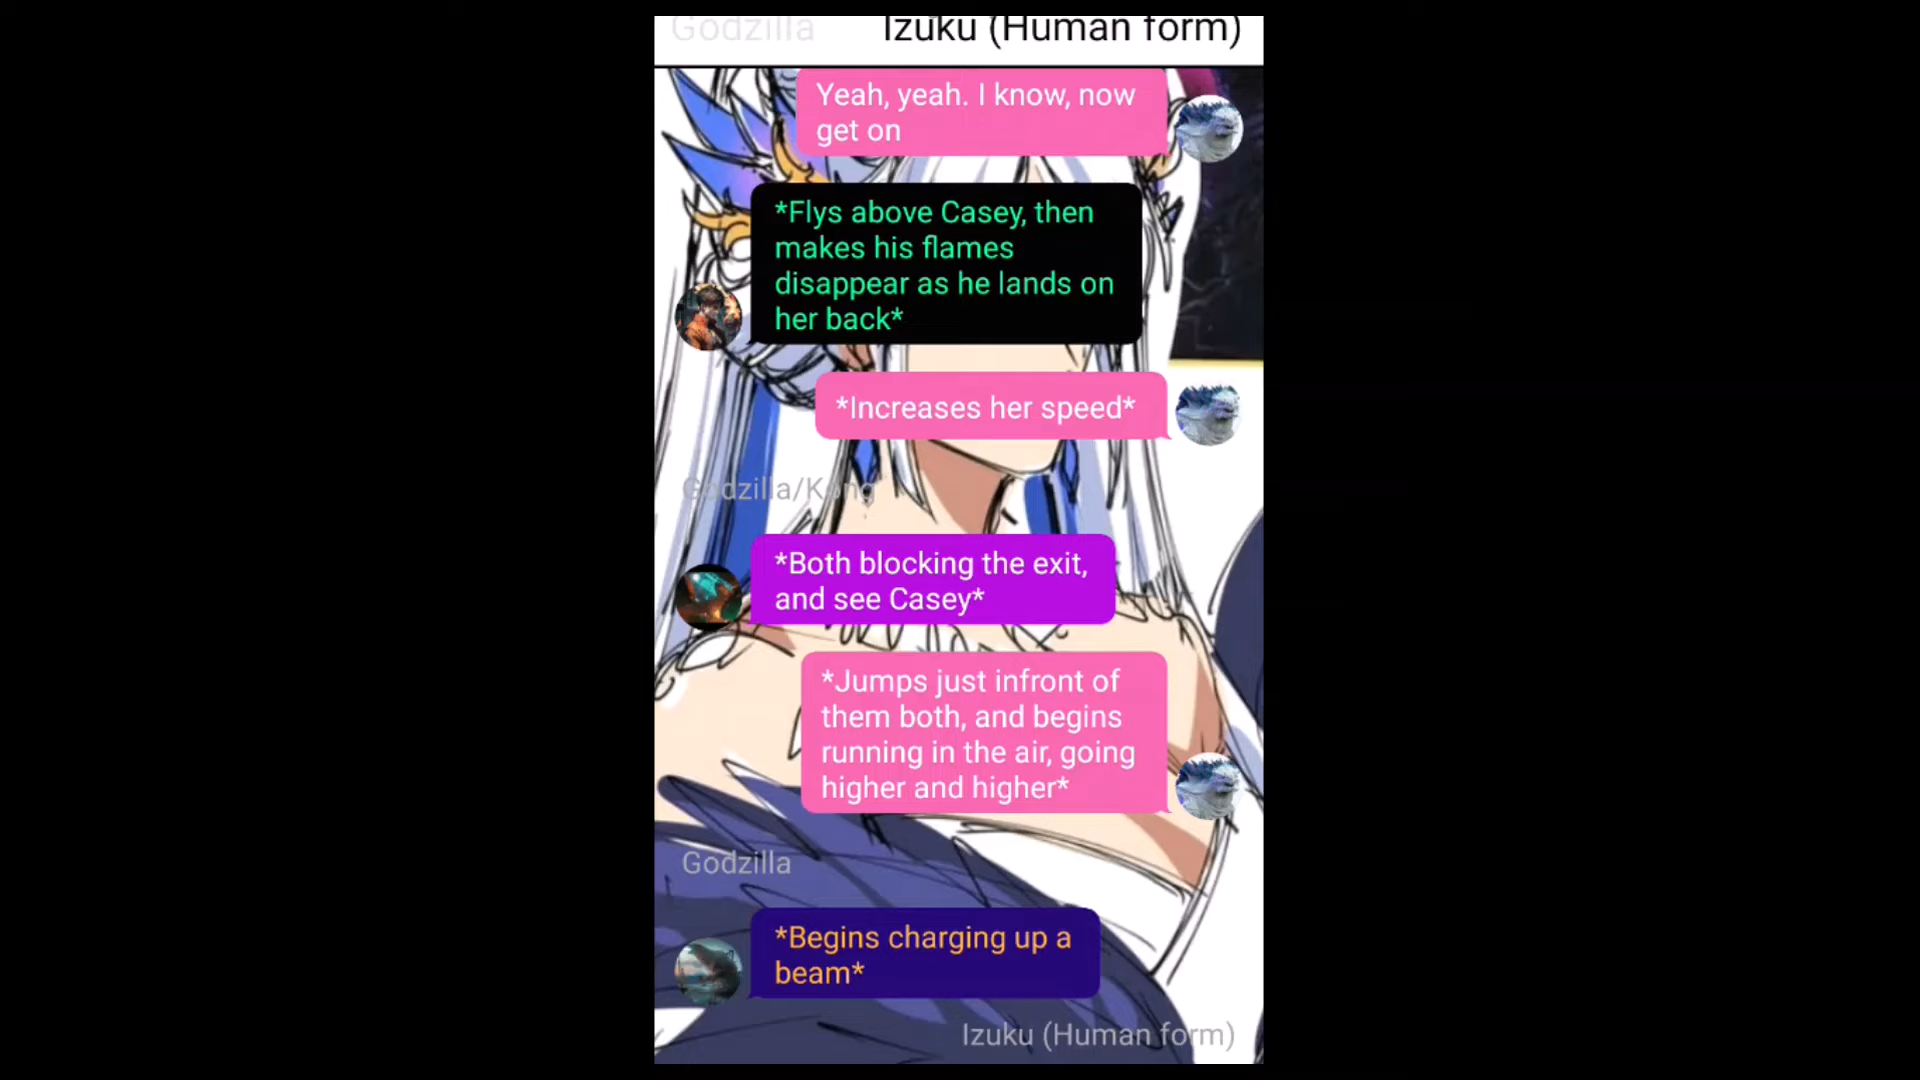 Godzilla
Izuku (Human form)
Yeah, yeah. I know, now
get on
*Flys above Casey, then
makes his flames
disappear as he lands on
her back*
*Increases her speed*
Godzilla/Kong
*Both blocking the exit,
and see Casey*
*Jumps just infront of
them both, and begins
running in the air, going
higher and higher*
Godzilla
*Begins charging up a
beam*
Izuku (Human form)